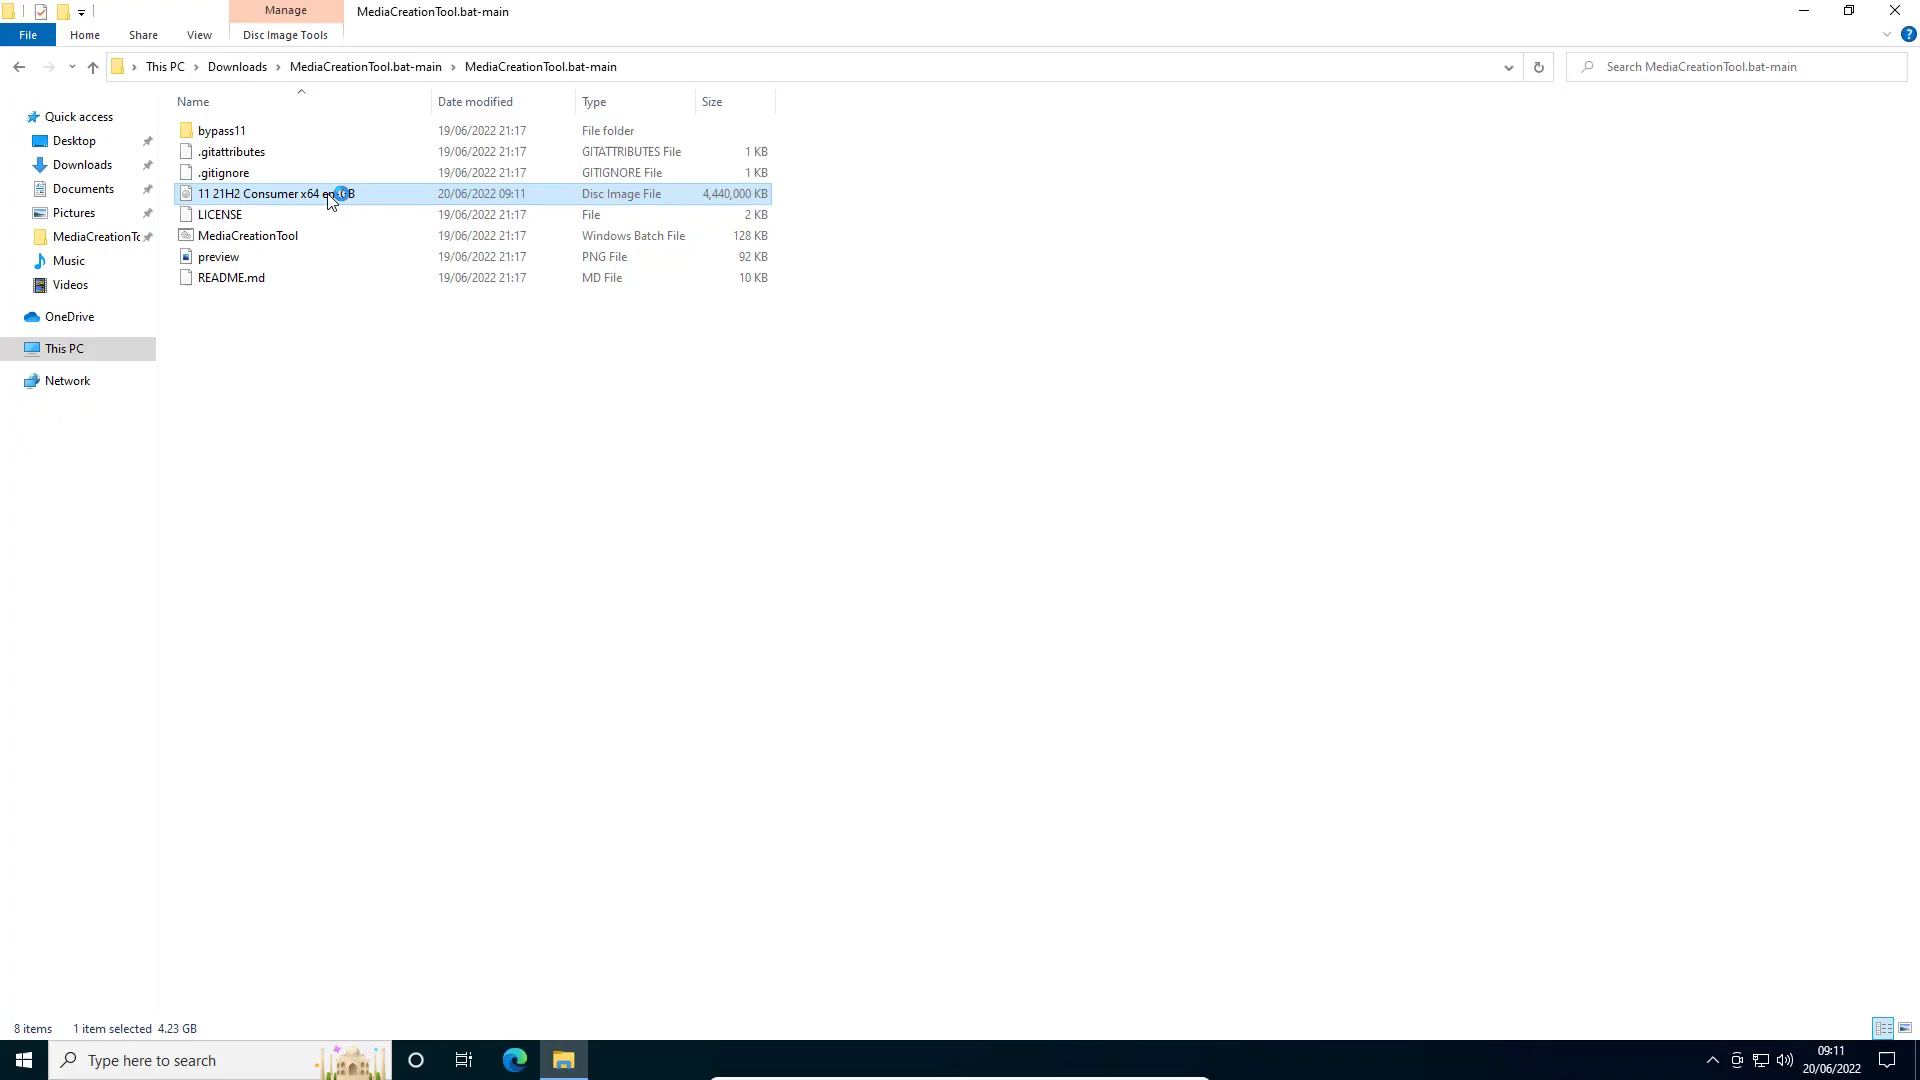 Manage
MediaCreationTool.bat-main
File
Home
Share
View
Disc Image Tools
This PC
Downloads
MediaCreationTool.bat-main
MediaCreationTool.bat-main
Search MediaCreationTool.bat-main
Name
Date modified
Type
Size
Quick access
Desktop
Downloads
Documents
Pictures
MediaCreationTc
Music
Videos
OneDrive
This PC
Network
bypass11 19/06/2022 21:17 File folder
.gitattributes 19/06/2022 21:17 GITATTRIBUTES File 1 KB
.gitignore 19/06/2022 21:17 GITIGNORE File 1 KB
11 21H2 Consumer x64 en-GB 20/06/2022 09:11 Disc Image File 4,440,000 KB
LICENSE 19/06/2022 21:17 File 2 KB
MediaCreationTool 19/06/2022 21:17 Windows Batch File 128 KB
preview 19/06/2022 21:17 PNG File 92 KB
README.md 19/06/2022 21:17 MD File 10 KB
8 items 1 item selected 4.23 GB
Type here to search
09:11
20/06/2022